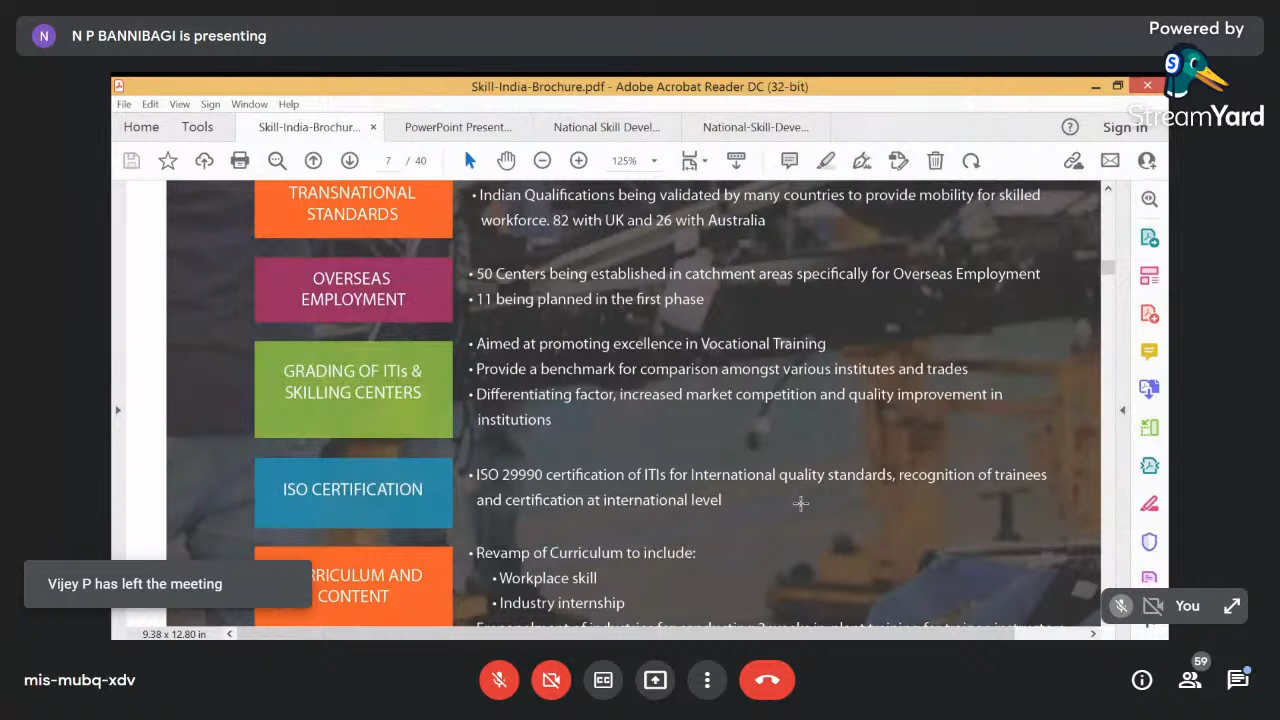 N
N P BANNIBAGI is presenting
Powered by
S
StreamYard
Skill-India-Brochure.pdf - Adobe Acrobat Reader DC (32-bit)
File Edit View Sign Window Help
Home Tools Skill-India-Brochur... × PowerPoint Present... National Skill Devel... National-Skill-Deve... Sign In
7 / 40 125%
TRANSNATIONAL
STANDARDS
• Indian Qualifications being validated by many countries to provide mobility for skilled
workforce. 82 with UK and 26 with Australia
OVERSEAS
EMPLOYMENT
• 50 Centers being established in catchment areas specifically for Overseas Employment
• 11 being planned in the first phase
GRADING OF ITIs &
SKILLING CENTERS
• Aimed at promoting excellence in Vocational Training
• Provide a benchmark for comparison amongst various institutes and trades
• Differentiating factor, increased market competition and quality improvement in
institutions
ISO CERTIFICATION
• ISO 29990 certification of ITIs for International quality standards, recognition of trainees
and certification at international level
RRICULUM AND
CONTENT
• Revamp of Curriculum to include:
• Workplace skill
• Industry internship
Vijey P has left the meeting
You
9.38 x 12.80 in
mis-mubq-xdv
59